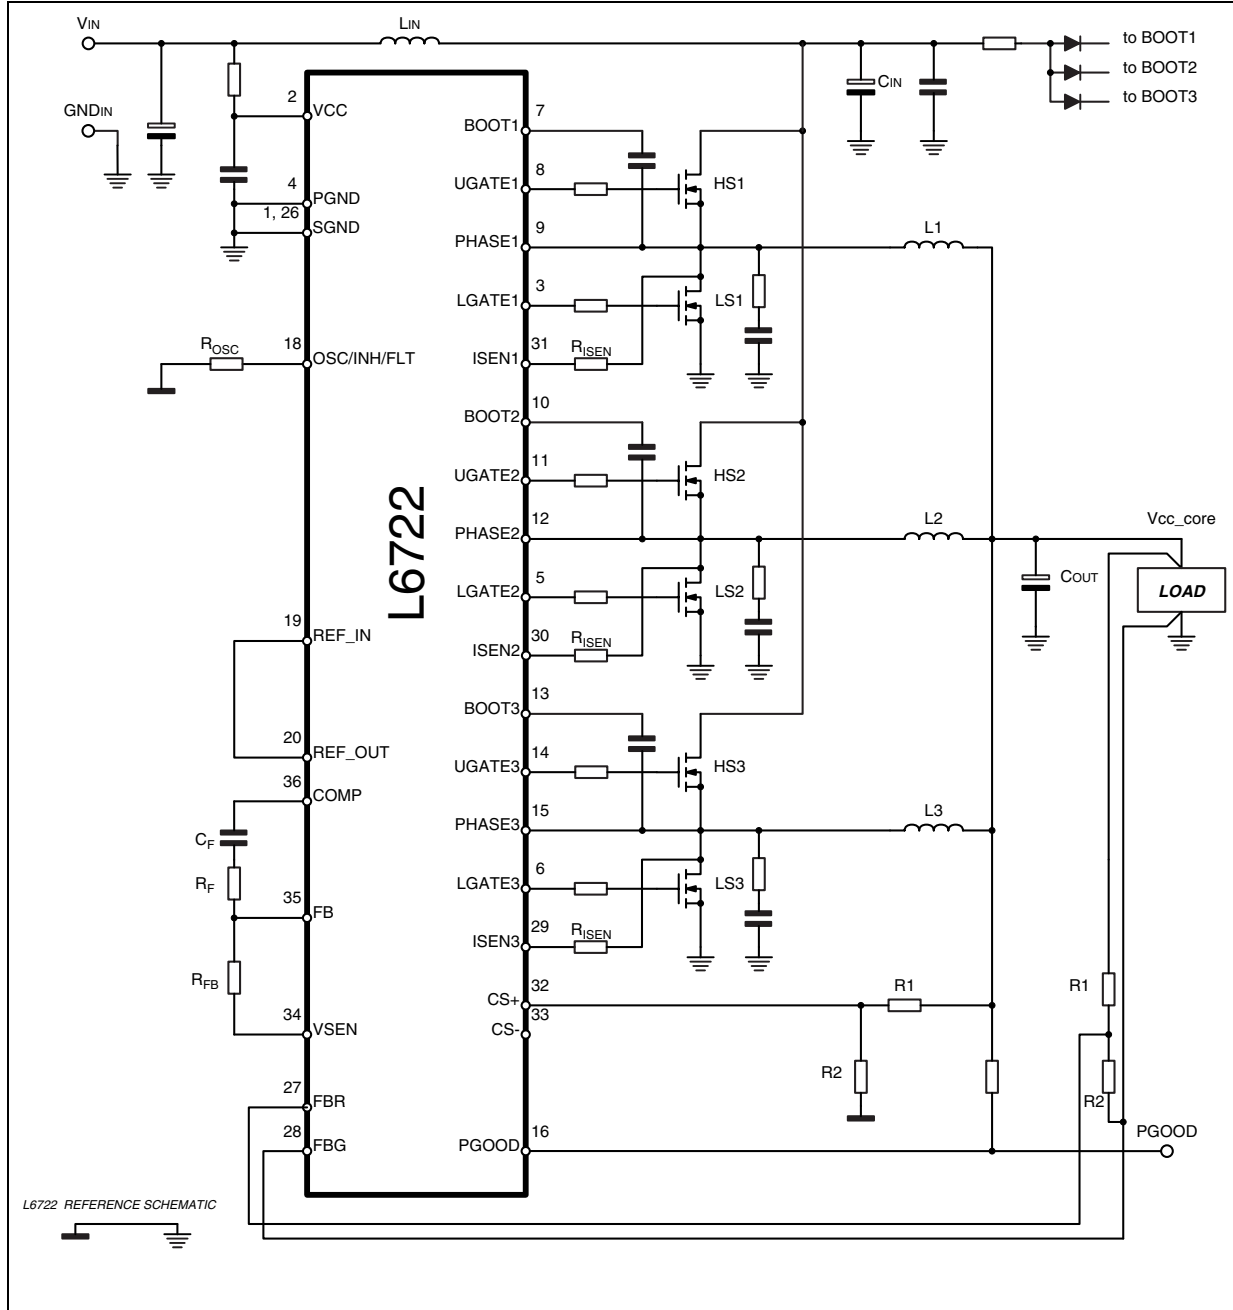 VIN
LIN
to BOOT1
to BOOT2
to BOOT3
CIN
GNDIN
2
VCC
4
PGND
1, 26
SGND
7
BOOT1
8
UGATE1
HS1
9
PHASE1
L1
3
LGATE1
LS1
31
ISEN1
RISEN
ROSC
18
OSC/INH/FLT
10
BOOT2
11
UGATE2
HS2
L6722
12
PHASE2
L2
Vcc_core
COUT
LOAD
5
LGATE2
LS2
30
ISEN2
RISEN
19
REF_IN
13
BOOT3
20
REF_OUT
14
UGATE3
HS3
36
COMP
15
PHASE3
L3
CF
RF
6
LGATE3
LS3
35
FB
29
ISEN3
RISEN
RFB
32
CS+
R1
R1
33
CS-
34
VSEN
R2
R2
27
FBR
28
FBG
16
PGOOD
PGOOD
L6722 REFERENCE SCHEMATIC